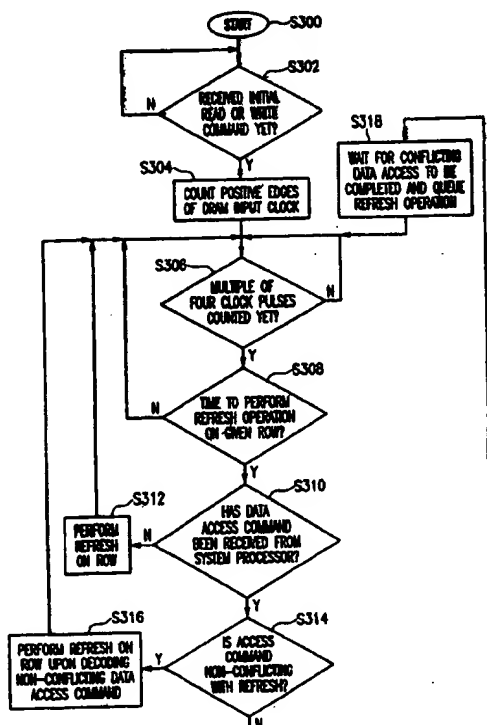 START
S300
S302
RECEIVED INITIAL
READ OR WRITE
COMMAND YET?
N
Y
S304
COUNT POSITIVE EDGES
OF DRAM INPUT CLOCK
S318
WAIT FOR CONFLICTING
DATA ACCESS TO BE
COMPLETED AND QUEUE
REFRESH OPERATION
S306
MULTIPLE OF
FOUR CLOCK PULSES
COUNTED YET?
N
Y
S308
TIME TO PERFORM
REFRESH OPERATION
ON GIVEN ROW?
N
Y
S310
HAS DATA
ACCESS COMMAND
BEEN RECEIVED FROM
SYSTEM PROCESSOR?
N
Y
S312
PERFORM
REFRESH
ON ROW
S314
IS ACCESS
COMMAND
NON-CONFLICTING
WITH REFRESH?
Y
N
S316
PERFORM REFRESH ON
ROW UPON DECODING
NON-CONFLICTING DATA
ACCESS COMMAND